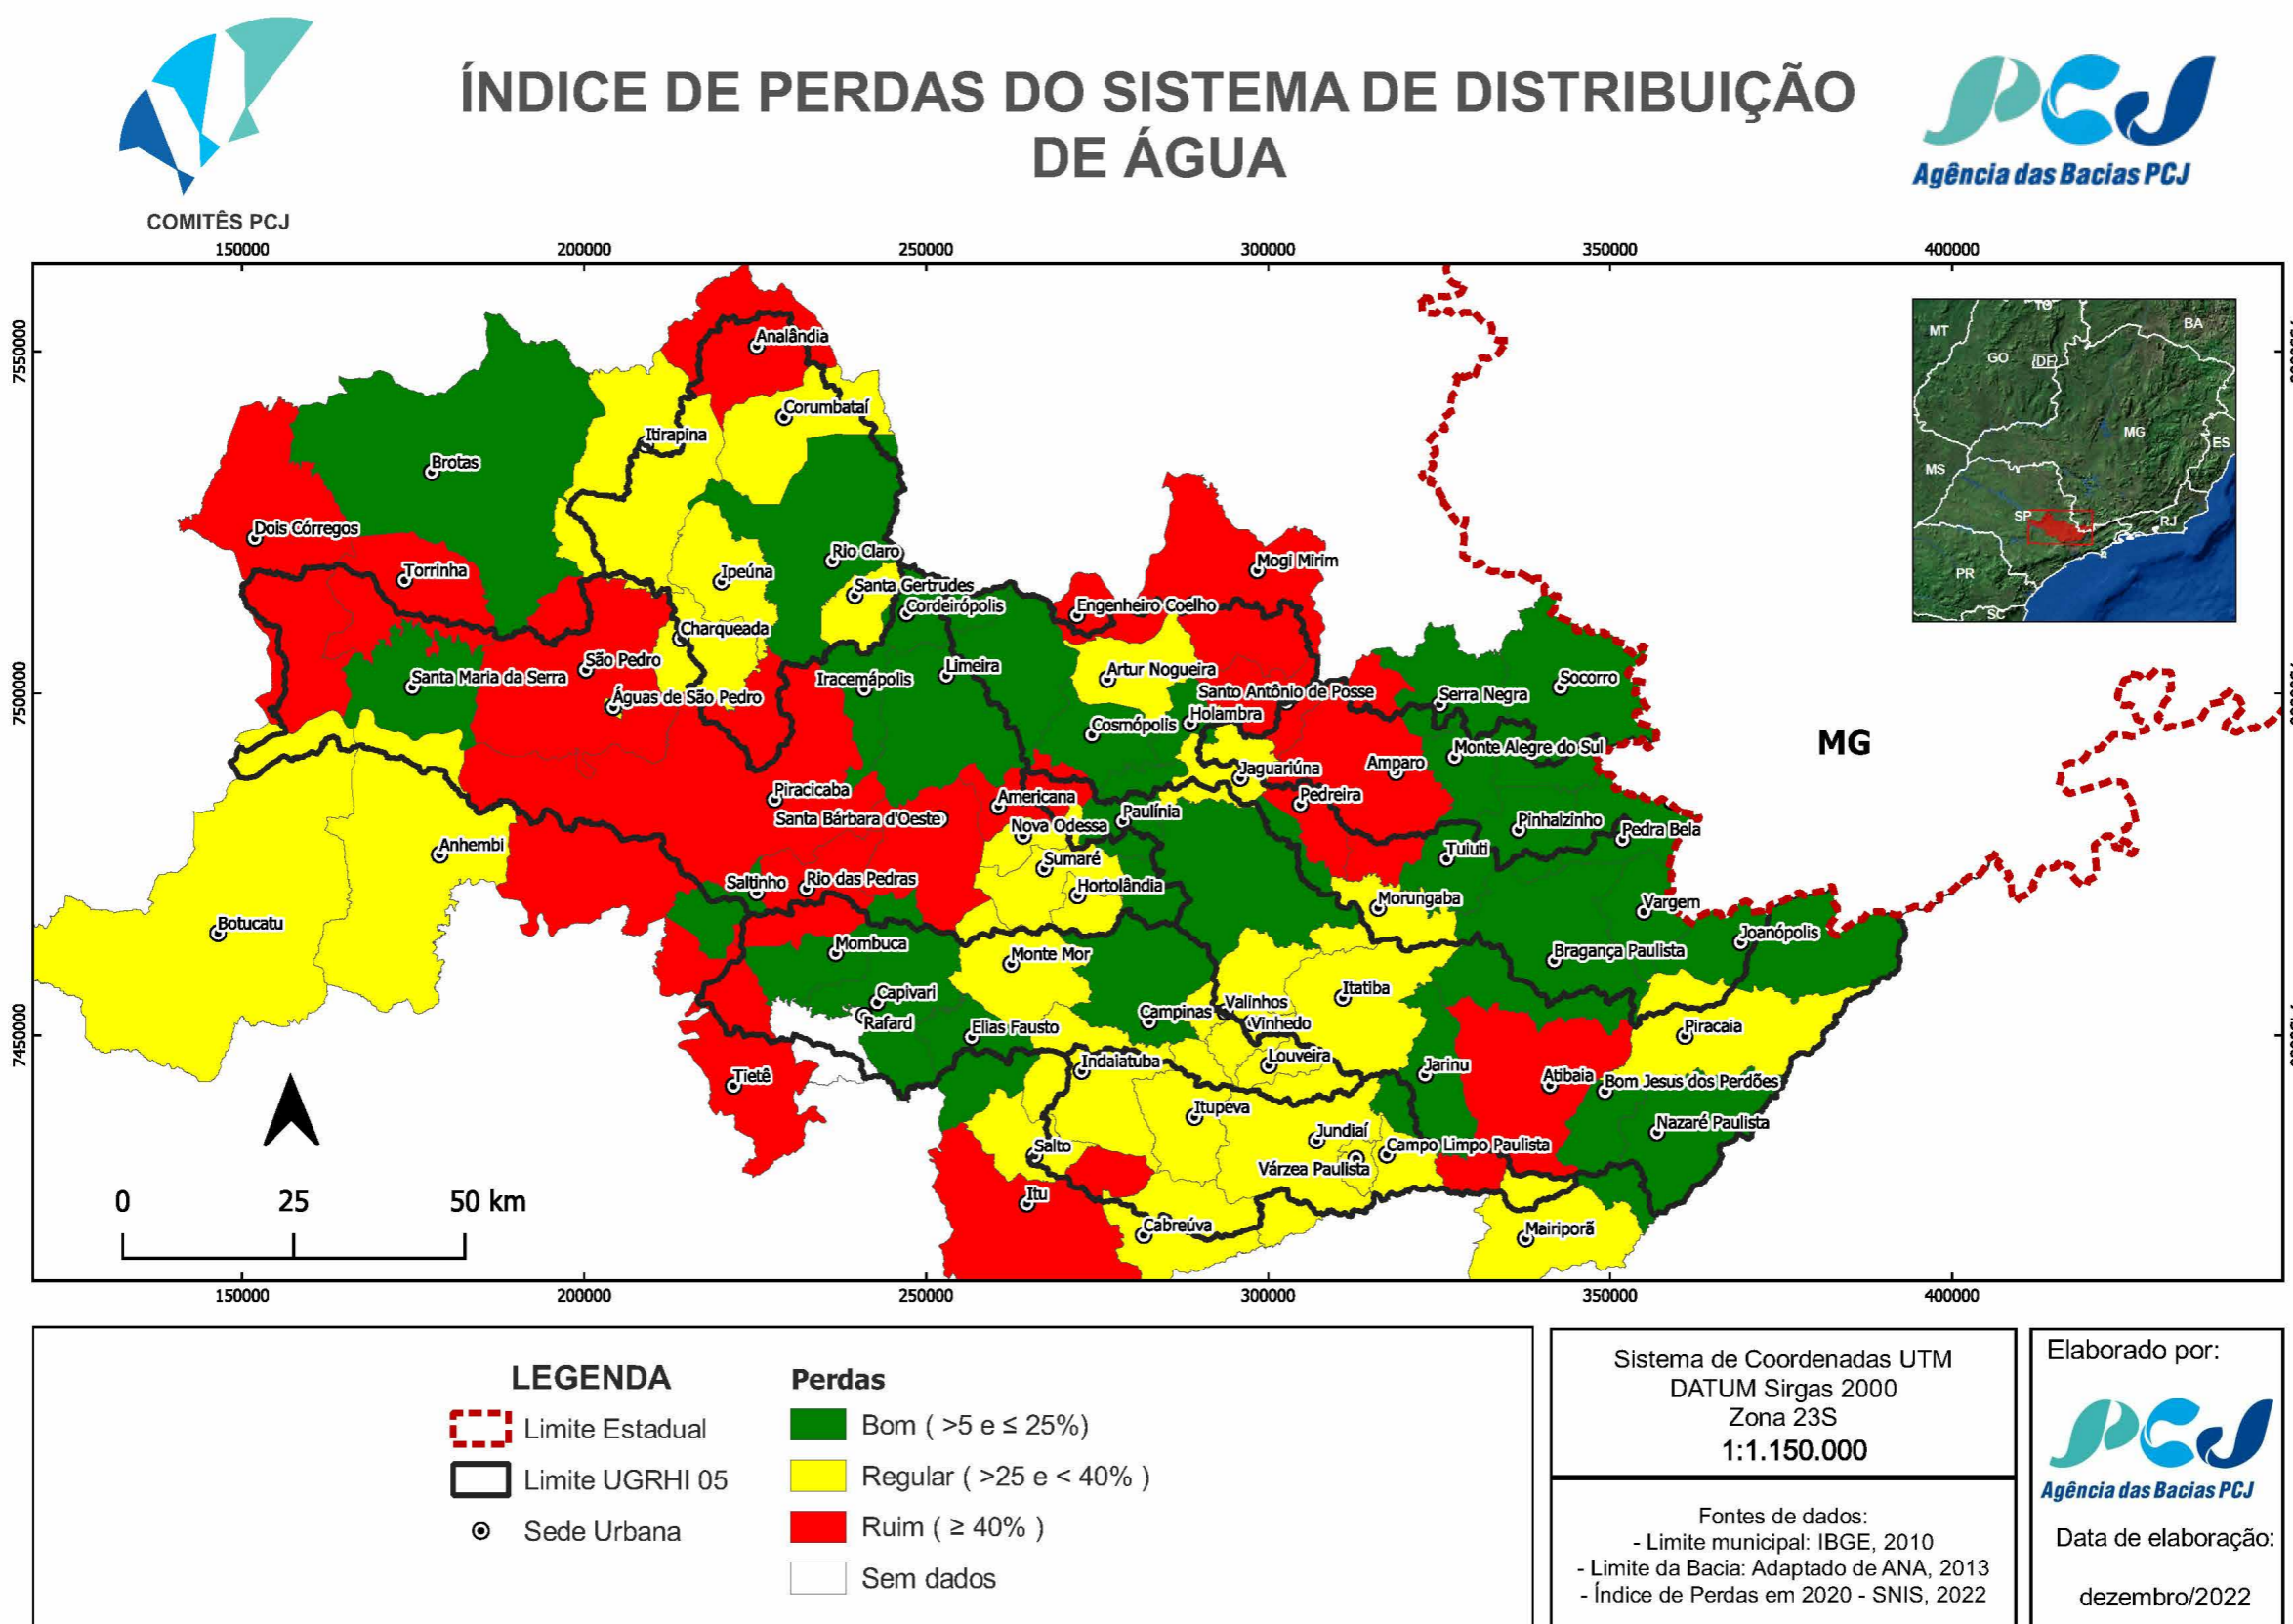 COMITÊS PCJ
ÍNDICE DE PERDAS DO SISTEMA DE DISTRIBUIÇÃO
DE ÁGUA
PCJ
Agência das Bacias PCJ
150000
200000
250000
300000
350000
400000
7550000
7500000
7450000
MT
TO
BA
GO
DF
MG
ES
MS
SP
RJ
PR
SC
Analândia
Corumbataí
Itirapina
Brotas
Dois Córregos
Torrinha
Rio Claro
Ipeúna
Santa Gertrudes
Cordeirópolis
Charqueada
Mogi Mirim
Engenheiro Coelho
São Pedro
Santa Maria da Serra
Águas de São Pedro
Iracemápolis
Limeira
Artur Nogueira
Santo Antônio de Posse
Holambra
Cosmópolis
Serra Negra
Socorro
Monte Alegre do Sul
MG
Jaguariúna
Amparo
Pedreira
Piracicaba
Santa Bárbara d'Oeste
Americana
Nova Odessa
Paulínia
Pinhalzinho
Pedra Bela
Tuiuti
Anhembi
Sumaré
Hortolândia
Saltinho
Rio das Pedras
Morungaba
Vargem
Botucatu
Mombuca
Monte Mor
Bragança Paulista
Joanópolis
Capivari
Rafard
Elias Fausto
Campinas
Valinhos
Vinhedo
Itatiba
Piracaia
Tietê
Indaiatuba
Louveira
Jarinu
Atibaia
Bom Jesus dos Perdões
Itupeva
Jundiaí
Nazaré Paulista
Salto
Várzea Paulista
Campo Limpo Paulista
Itu
Cabreúva
Mairiporã
0
25
50 km
150000
200000
250000
300000
350000
400000
LEGENDA
Limite Estadual
Limite UGRHI 05
Sede Urbana
Perdas
Bom ( >5 e ≤ 25%)
Regular ( >25 e < 40% )
Ruim ( ≥ 40% )
Sem dados
Sistema de Coordenadas UTM
DATUM Sirgas 2000
Zona 23S
1:1.150.000
Fontes de dados:
- Limite municipal: IBGE, 2010
- Limite da Bacia: Adaptado de ANA, 2013
- Índice de Perdas em 2020 - SNIS, 2022
Elaborado por:
PCJ
Agência das Bacias PCJ
Data de elaboração:
dezembro/2022